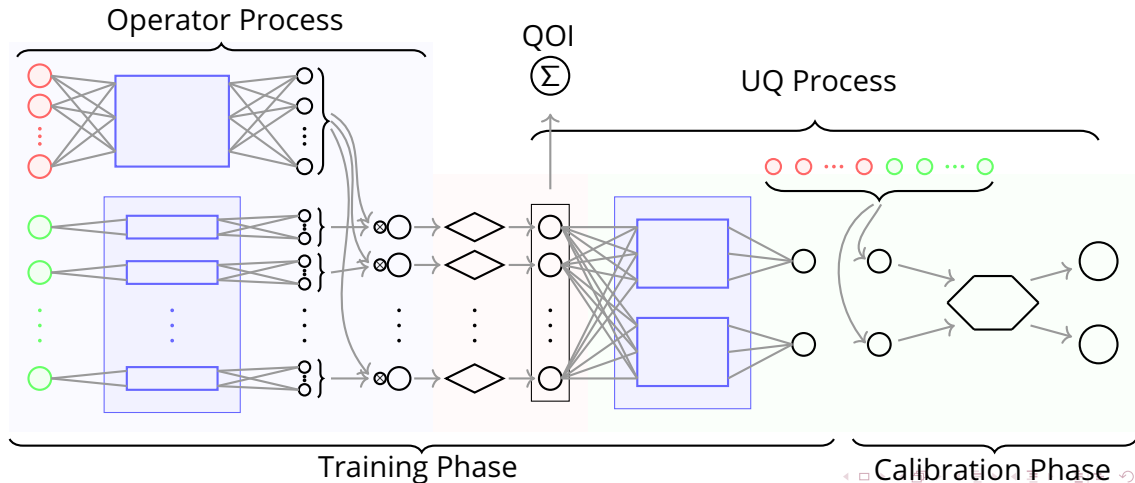 Operator Process
QOI
Σ
UQ Process
Training Phase
Calibration Phase